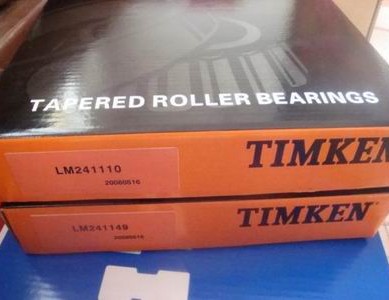 TAPERED ROLLER BEARINGS
LM241110
20080516
TIMKEN
LM241149
20080516
TIMKEN